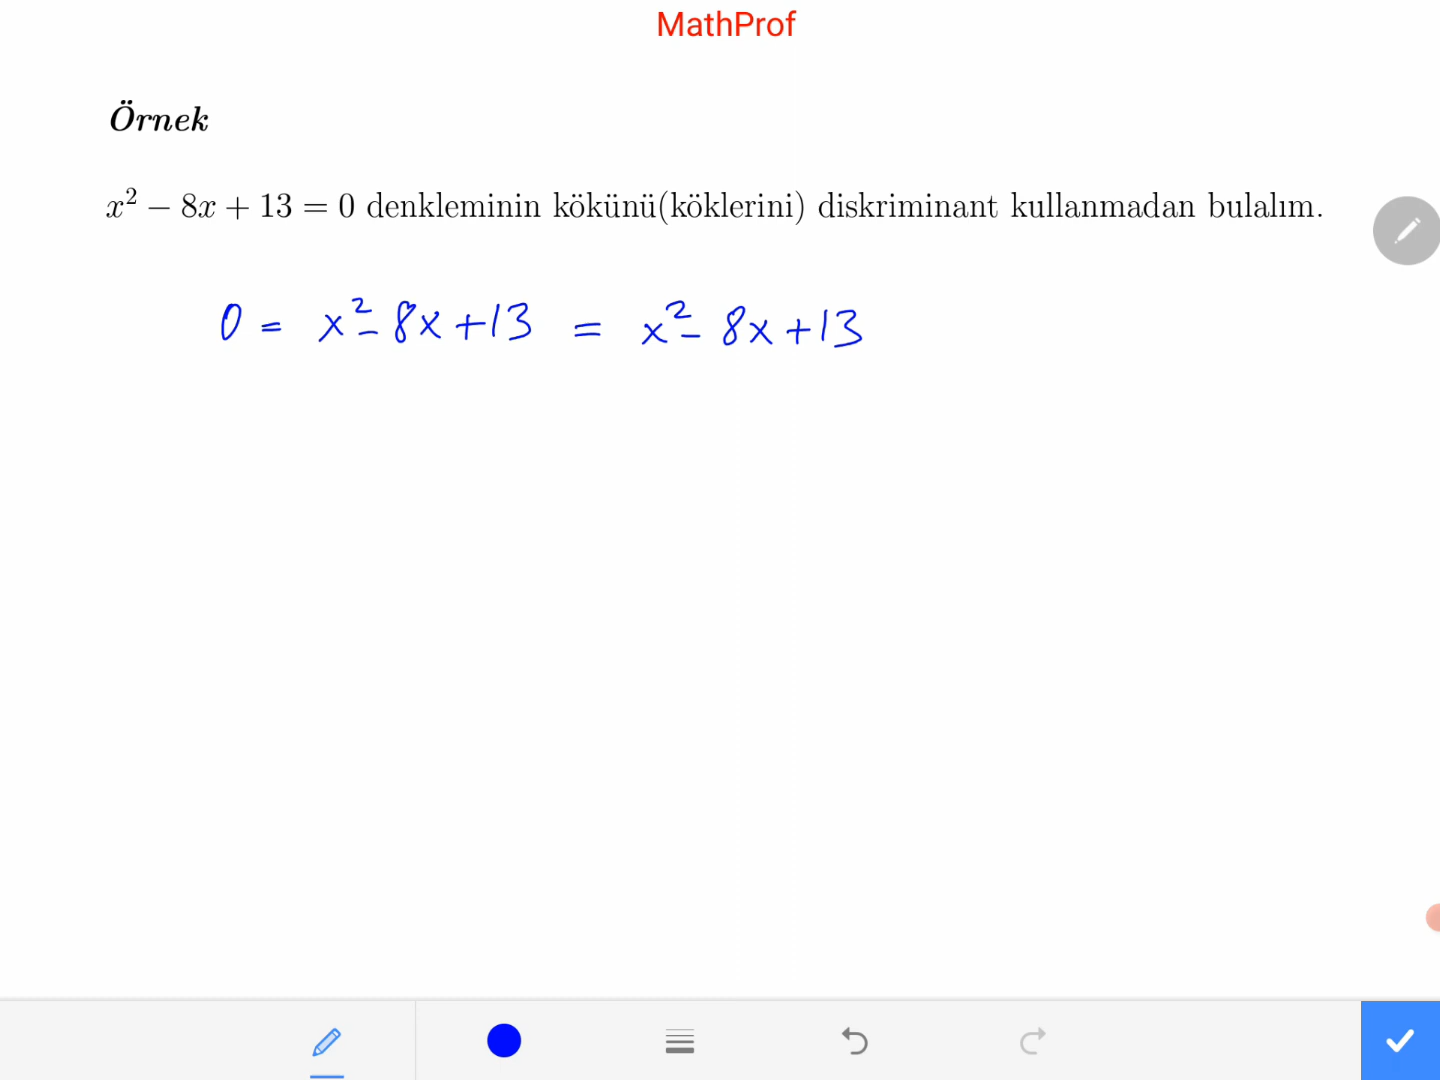 MathProf
Örnek
x² − 8x + 13 = 0 denkleminin kökünü(köklerini) diskriminant kullanmadan bulalım.
0 = x² - 8x + 13 = x² - 8x + 13